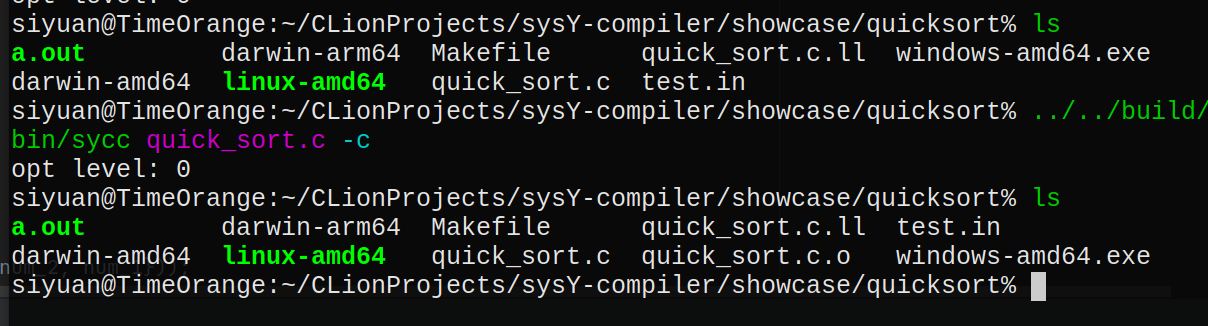 opt level: 0
siyuan@TimeOrange:~/CLionProjects/sysY-compiler/showcase/quicksort% ls
a.out darwin-arm64 Makefile quick_sort.c.ll windows-amd64.exe
darwin-amd64 linux-amd64 quick_sort.c test.in
siyuan@TimeOrange:~/CLionProjects/sysY-compiler/showcase/quicksort% ../../build/
bin/sycc quick_sort.c -c
opt level: 0
siyuan@TimeOrange:~/CLionProjects/sysY-compiler/showcase/quicksort% ls
a.out darwin-arm64 Makefile quick_sort.c.ll test.in
darwin-amd64 linux-amd64 quick_sort.c quick_sort.c.o windows-amd64.exe
siyuan@TimeOrange:~/CLionProjects/sysY-compiler/showcase/quicksort%